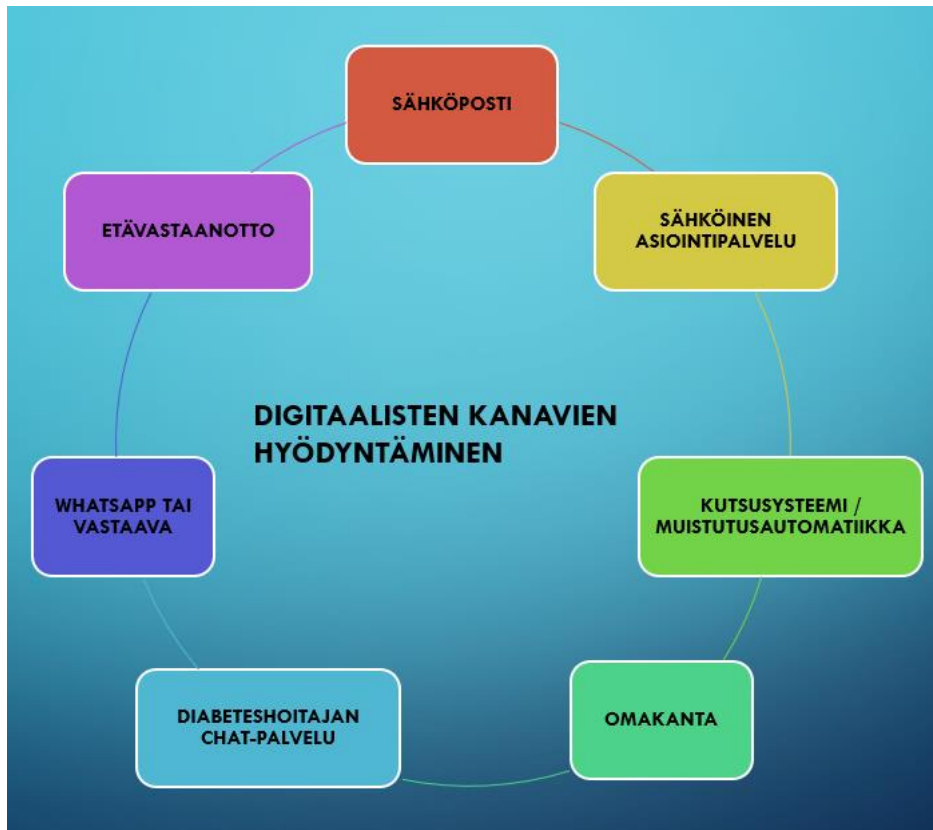 SÄHKÖPOSTI
SÄHKÖINEN
ASIOINTIPALVELU
KUTSUSYSTEEMI /
MUISTUTUSAUTOMATIIKKA
OMAKANTA
DIABETESHOITAJAN
CHAT-PALVELU
WHATSAPP TAI
VASTAAVA
ETÄVASTAANOTTO
DIGITAALISTEN KANAVIEN
HYÖDYNTÄMINEN